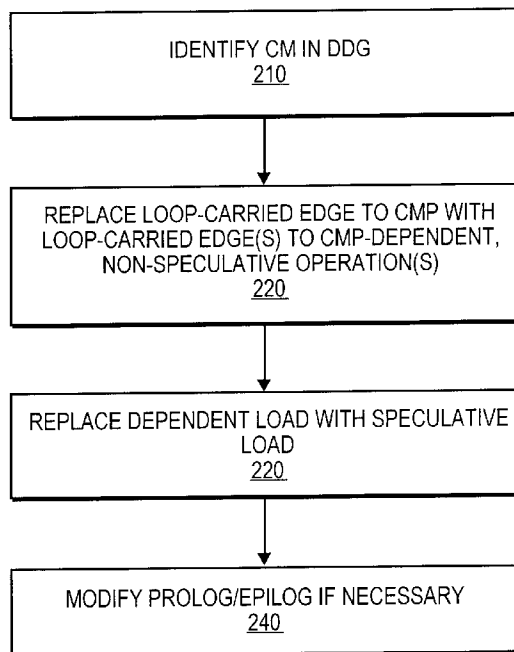 IDENTIFY CM IN DDG
210
REPLACE LOOP-CARRIED EDGE TO CMP WITH
LOOP-CARRIED EDGE(S) TO CMP-DEPENDENT,
NON-SPECULATIVE OPERATION(S)
220
REPLACE DEPENDENT LOAD WITH SPECULATIVE
LOAD
220
MODIFY PROLOG/EPILOG IF NECESSARY
240